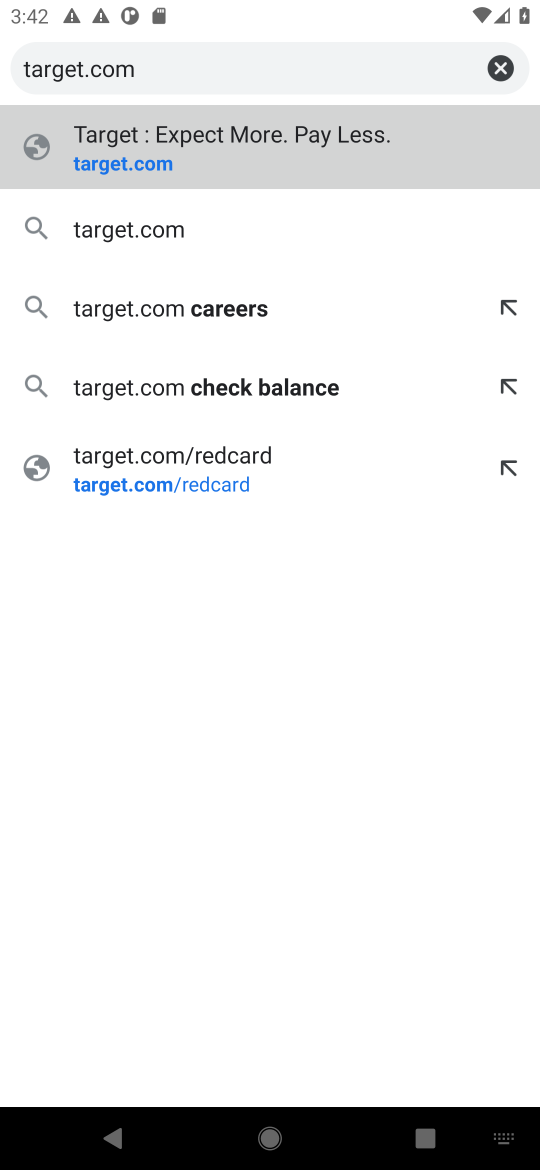 3:42
target.com
Target : Expect More. Pay Less.
target.com
target.com
target.com careers
target.com check balance
target.com/redcard
target.com/redcard